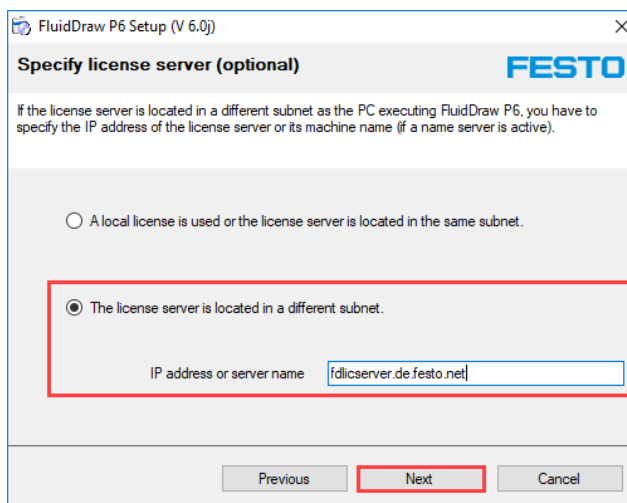 FluidDraw P6 Setup (V 6.0j)
Specify license server (optional)
FESTO
If the license server is located in a different subnet as the PC executing FluidDraw P6, you have to
specify the IP address of the license server or its machine name (if a name server is active).
A local license is used or the license server is located in the same subnet.
The license server is located in a different subnet.
IP address or server name
fdlicserver.de.festo.net
Previous
Next
Cancel